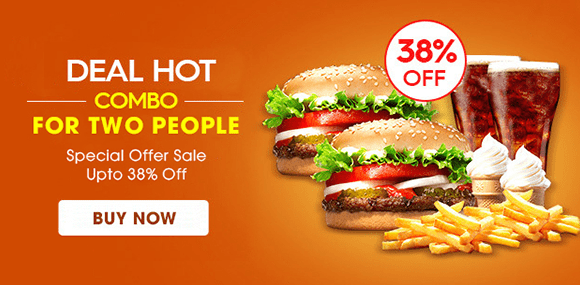 DEAL HOT
COMBO
FOR TWO PEOPLE
Special Offer Sale
Upto 38% Off
BUY NOW
38%
OFF